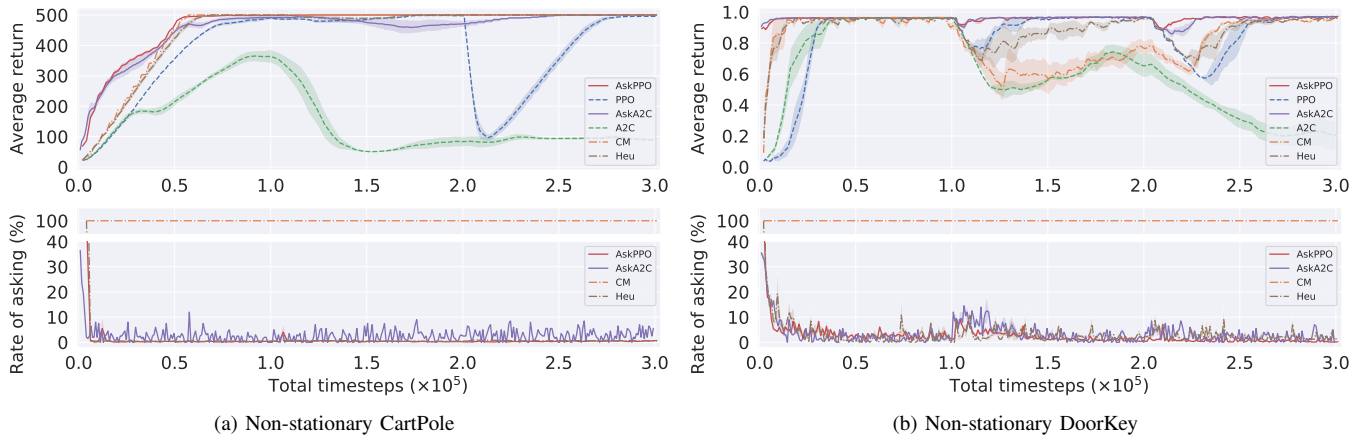 Average return
500
400
300
200
100
0
0.0 0.5 1.0 1.5 2.0 2.5 3.0
AskPPO
PPO
AskA2C
A2C
CM
Heu
Rate of asking (%)
100
40
30
20
10
0
AskPPO
AskA2C
CM
Heu
0.0 0.5 1.0 1.5 2.0 2.5 3.0
Total timesteps (×10⁵)
(a) Non-stationary CartPole
Average return
1.0
0.8
0.6
0.4
0.2
0.0
0.0 0.5 1.0 1.5 2.0 2.5 3.0
AskPPO
PPO
AskA2C
A2C
CM
Heu
Rate of asking (%)
100
40
30
20
10
0
AskPPO
AskA2C
CM
Heu
0.0 0.5 1.0 1.5 2.0 2.5 3.0
Total timesteps (×10⁵)
(b) Non-stationary DoorKey